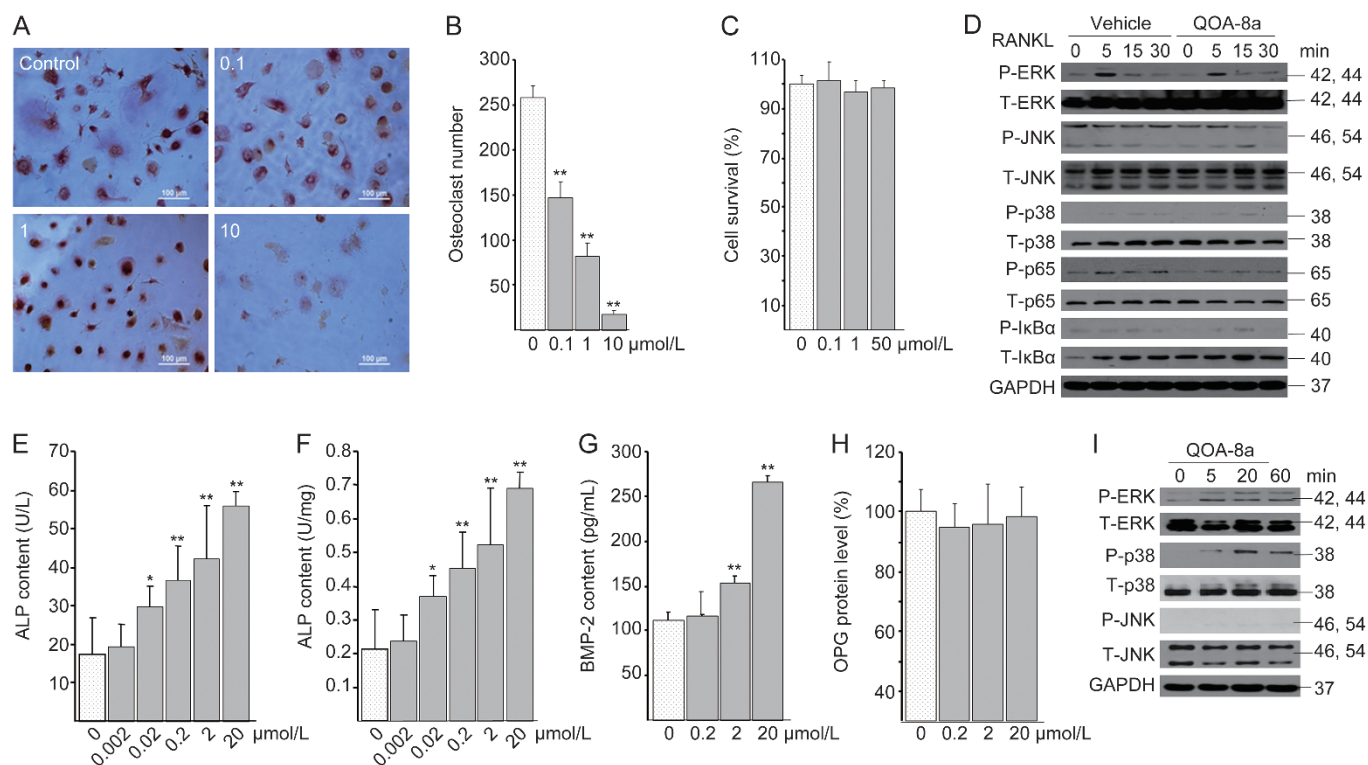 A
Control
0.1
1
10
100 µm
100 µm
100 µm
100 µm
B
Osteoclast number
300
250
200
150
100
50
**
**
**
0 0.1 1 10 µmol/L
C
Cell survival (%)
110
90
70
50
30
10
0 0.1 1 50 µmol/L
D
Vehicle QOA-8a
RANKL 0 5 15 30 0 5 15 30 min
P-ERK 42, 44
T-ERK 42, 44
P-JNK 46, 54
T-JNK 46, 54
P-p38 38
T-p38 38
P-p65 65
T-p65 65
P-IκBα 40
T-IκBα 40
GAPDH 37
E
ALP content (U/L)
70
60
50
40
30
20
10
*
**
**
**
0 0.002 0.02 0.2 2 20 µmol/L
F
ALP content (U/mg)
0.8
0.7
0.6
0.5
0.4
0.3
0.2
0.1
*
**
**
**
0 0.002 0.02 0.2 2 20 µmol/L
G
BMP-2 content (pg/mL)
300
250
200
150
100
50
**
**
0 0.2 2 20 µmol/L
H
OPG protein level (%)
120
100
80
60
40
0 0.2 2 20 µmol/L
I
QOA-8a
0 5 20 60 min
P-ERK 42, 44
T-ERK 42, 44
P-p38 38
T-p38 38
P-JNK 46, 54
T-JNK 46, 54
GAPDH 37